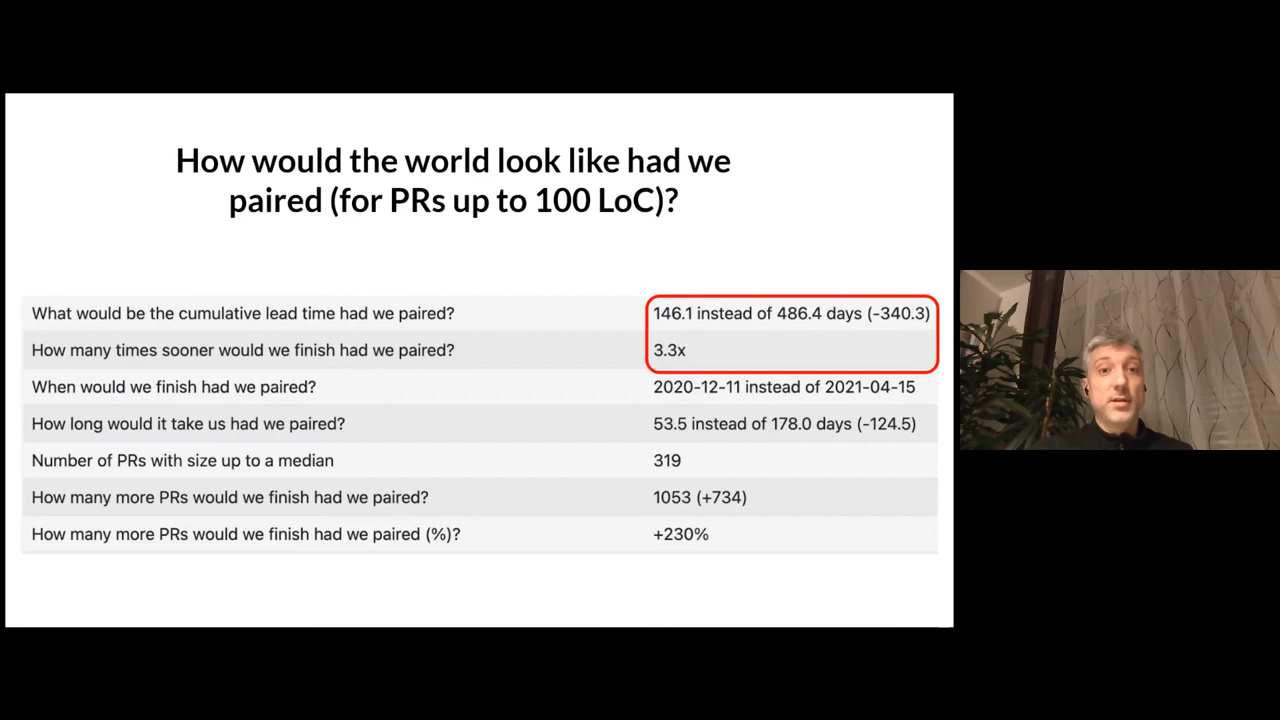 How would the world look like had we
paired (for PRs up to 100 LoC)?
What would be the cumulative lead time had we paired? 146.1 instead of 486.4 days (-340.3)
How many times sooner would we finish had we paired? 3.3x
When would we finish had we paired? 2020-12-11 instead of 2021-04-15
How long would it take us had we paired? 53.5 instead of 178.0 days (-124.5)
Number of PRs with size up to a median 319
How many more PRs would we finish had we paired? 1053 (+734)
How many more PRs would we finish had we paired (%)? +230%